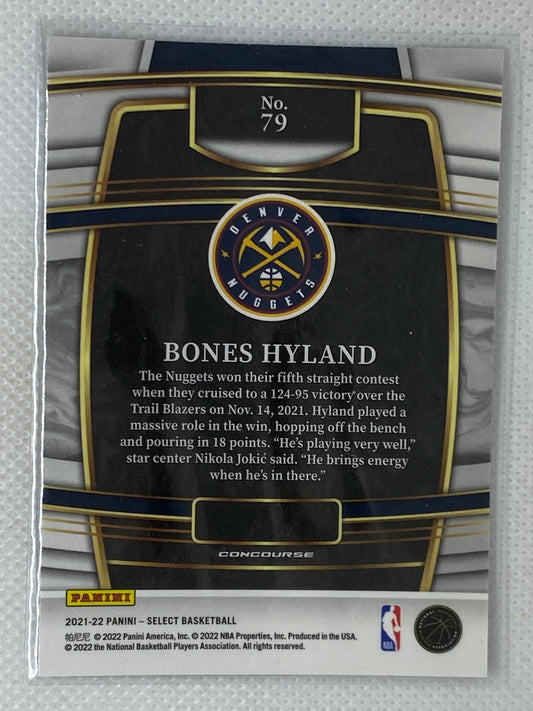 No.
79
DENVER
NUGGETS
BONES HYLAND
The Nuggets won their fifth straight contest
when they cruised to a 124-95 victory over the
Trail Blazers on Nov. 14, 2021. Hyland played a
massive role in the win, hopping off the bench
and pouring in 18 points. “He’s playing very well,”
star center Nikola Jokić said. “He brings energy
when he’s in there.”
CONCOURSE
PANINI
2021-22 PANINI – SELECT BASKETBALL
帕尼尼 © 2022 Panini America, Inc. © 2022 NBA Properties, Inc. Produced in the USA.
© 2022 the National Basketball Players Association. All rights reserved.
NBA